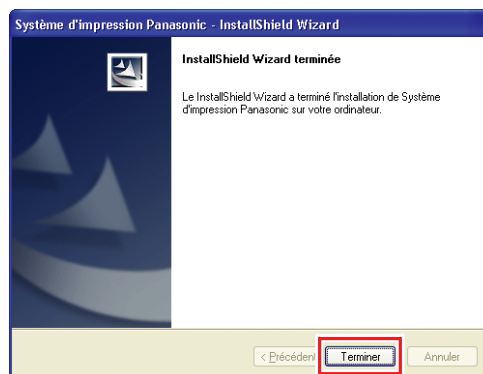 Système d'impression Panasonic - InstallShield Wizard
InstallShield Wizard terminée
Le InstallShield Wizard a terminé l'installation de Système
d'impression Panasonic sur votre ordinateur.
< Précéden Terminer Annuler